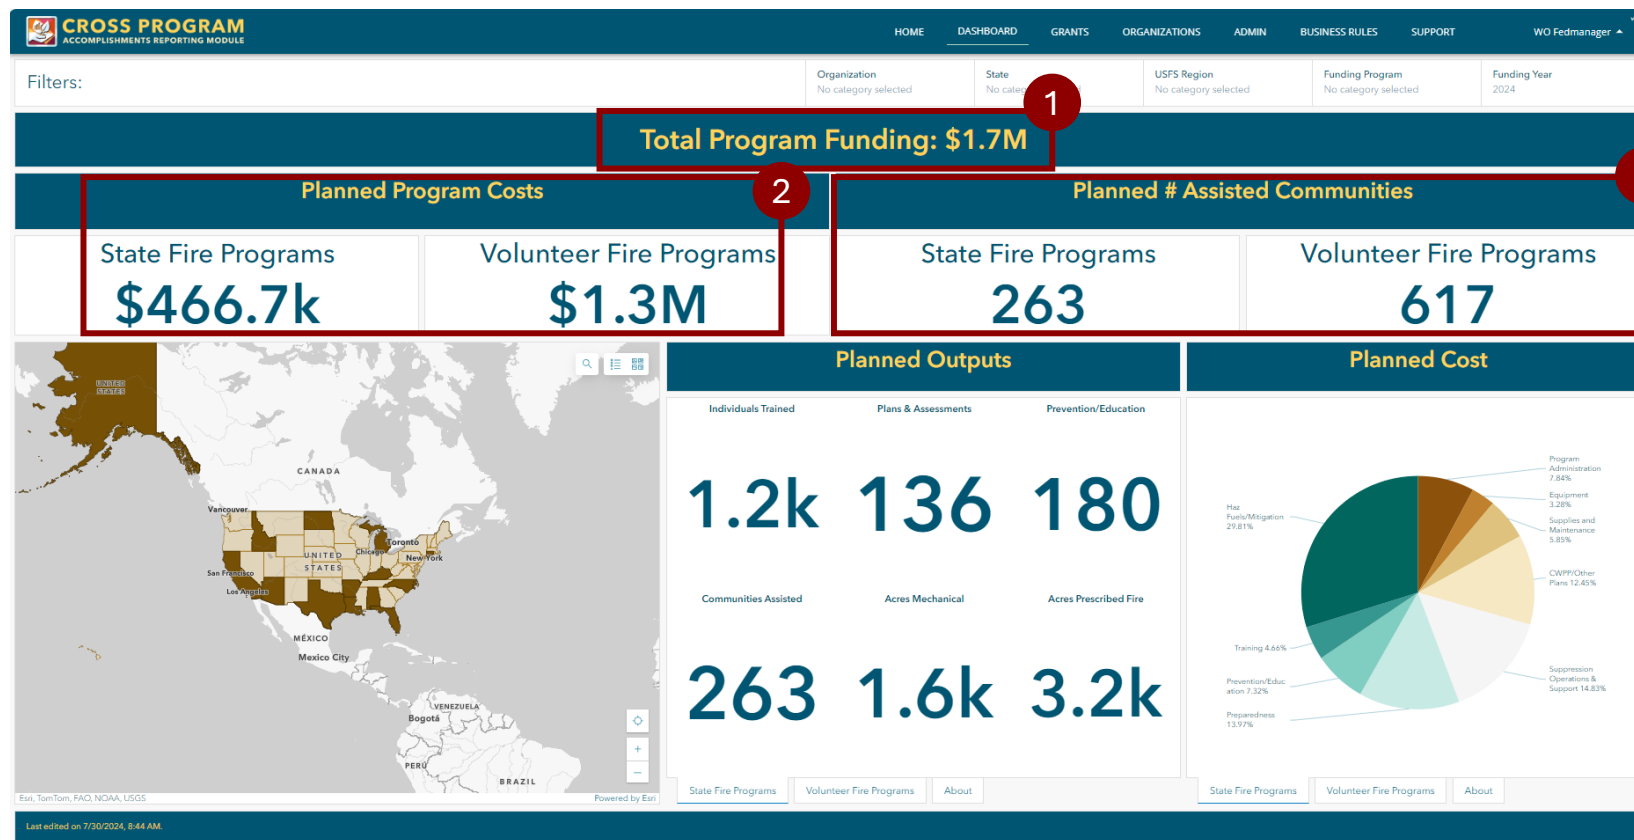 CROSS PROGRAM
ACCOMPLISHMENTS REPORTING MODULE
HOME
DASHBOARD
GRANTS
ORGANIZATIONS
ADMIN
BUSINESS RULES
SUPPORT
WO Fedmanager
Filters:
Organization
No category selected
State
No categ
USFS Region
No category selected
Funding Program
No category selected
Funding Year
2024
1
Total Program Funding: $1.7M
2
Planned Program Costs
Planned # Assisted Communities
State Fire Programs
$466.7k
Volunteer Fire Programs
$1.3M
State Fire Programs
263
Volunteer Fire Programs
617
UNITED
STATES
CANADA
Vancouver
Toronto
Chicago
New York
UNITED
STATES
San Francisco
Los Angeles
MÉXICO
Mexico City
VENEZUELA
Bogotá
PERÚ
BRAZIL
Esri, TomTom, FAO, NOAA, USGS
Powered by Esri
Planned Outputs
Individuals Trained
1.2k
Plans & Assessments
136
Prevention/Education
180
Communities Assisted
263
Acres Mechanical
1.6k
Acres Prescribed Fire
3.2k
State Fire Programs
Volunteer Fire Programs
About
Planned Cost
Program
Administration
7.84%
Equipment
3.28%
Supplies and
Maintenance
5.85%
CWPP/Other
Plans 12.45%
Suppression
Operations &
Support 14.83%
Haz
Fuels/Mitigation
29.81%
Training 4.66%
Prevention/Educ
ation 7.32%
Preparedness
13.97%
State Fire Programs
Volunteer Fire Programs
About
Last edited on 7/30/2024, 8:44 AM.